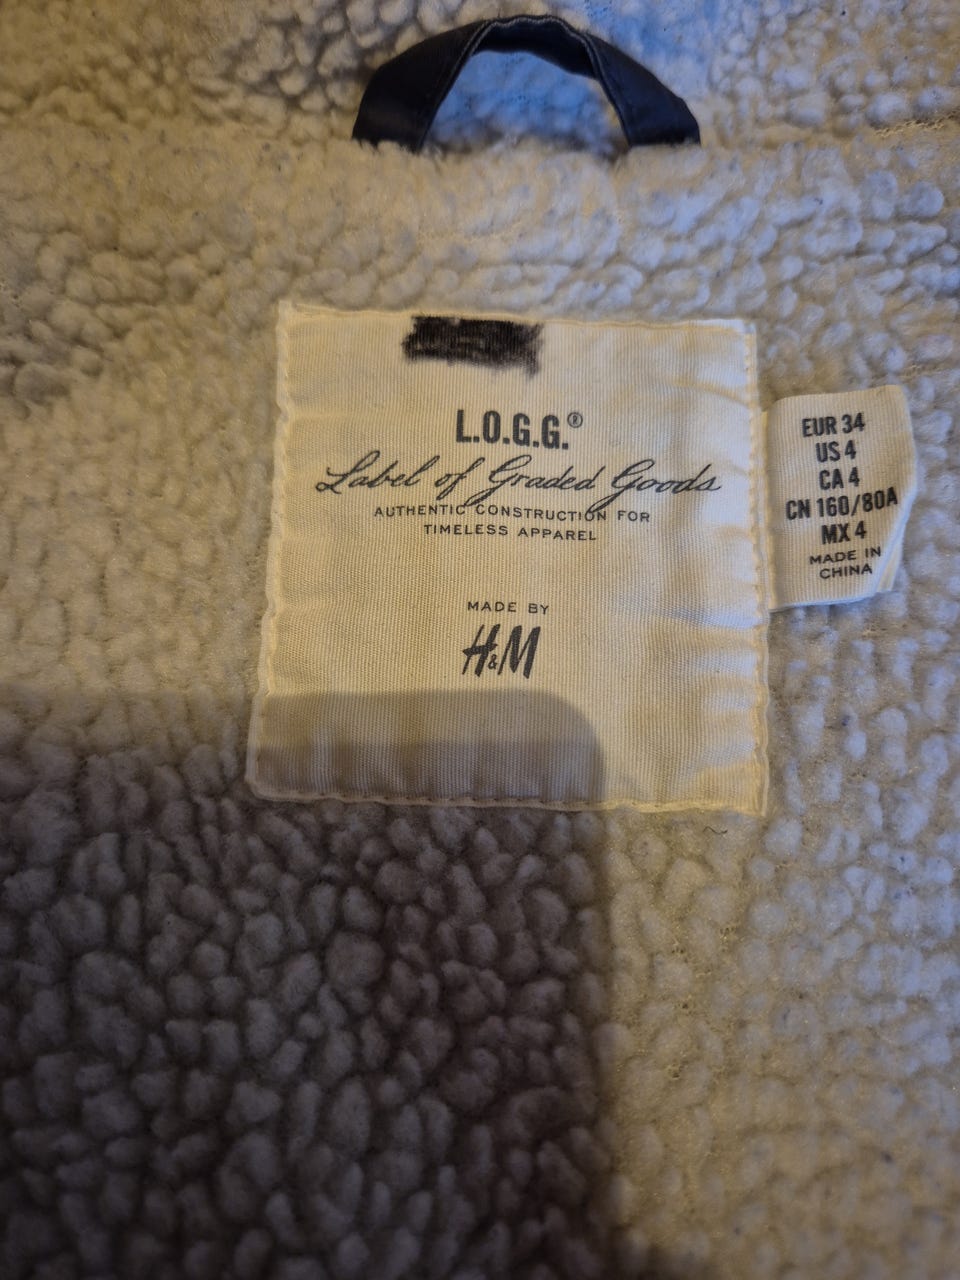 L.O.G.G.®
Label of Graded Goods
AUTHENTIC CONSTRUCTION FOR
TIMELESS APPAREL
MADE BY
H&M
EUR 34
US 4
CA 4
CN 160/80A
MX 4
MADE IN
CHINA